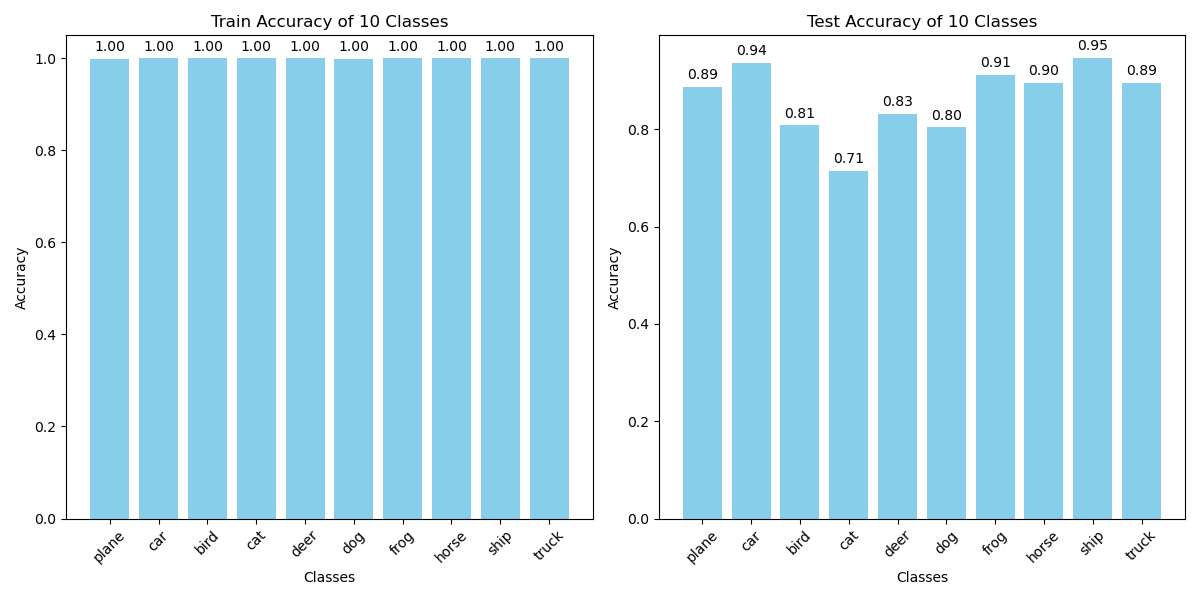 Train Accuracy of 10 Classes
1.00 1.00 1.00 1.00 1.00 1.00 1.00 1.00 1.00 1.00
1.0
0.8
0.6
0.4
0.2
0.0
Accuracy
plane car bird cat deer dog frog horse ship truck
Classes
Test Accuracy of 10 Classes
0.89 0.94 0.81 0.71 0.83 0.80 0.91 0.90 0.95 0.89
0.8
0.6
0.4
0.2
0.0
Accuracy
plane car bird cat deer dog frog horse ship truck
Classes